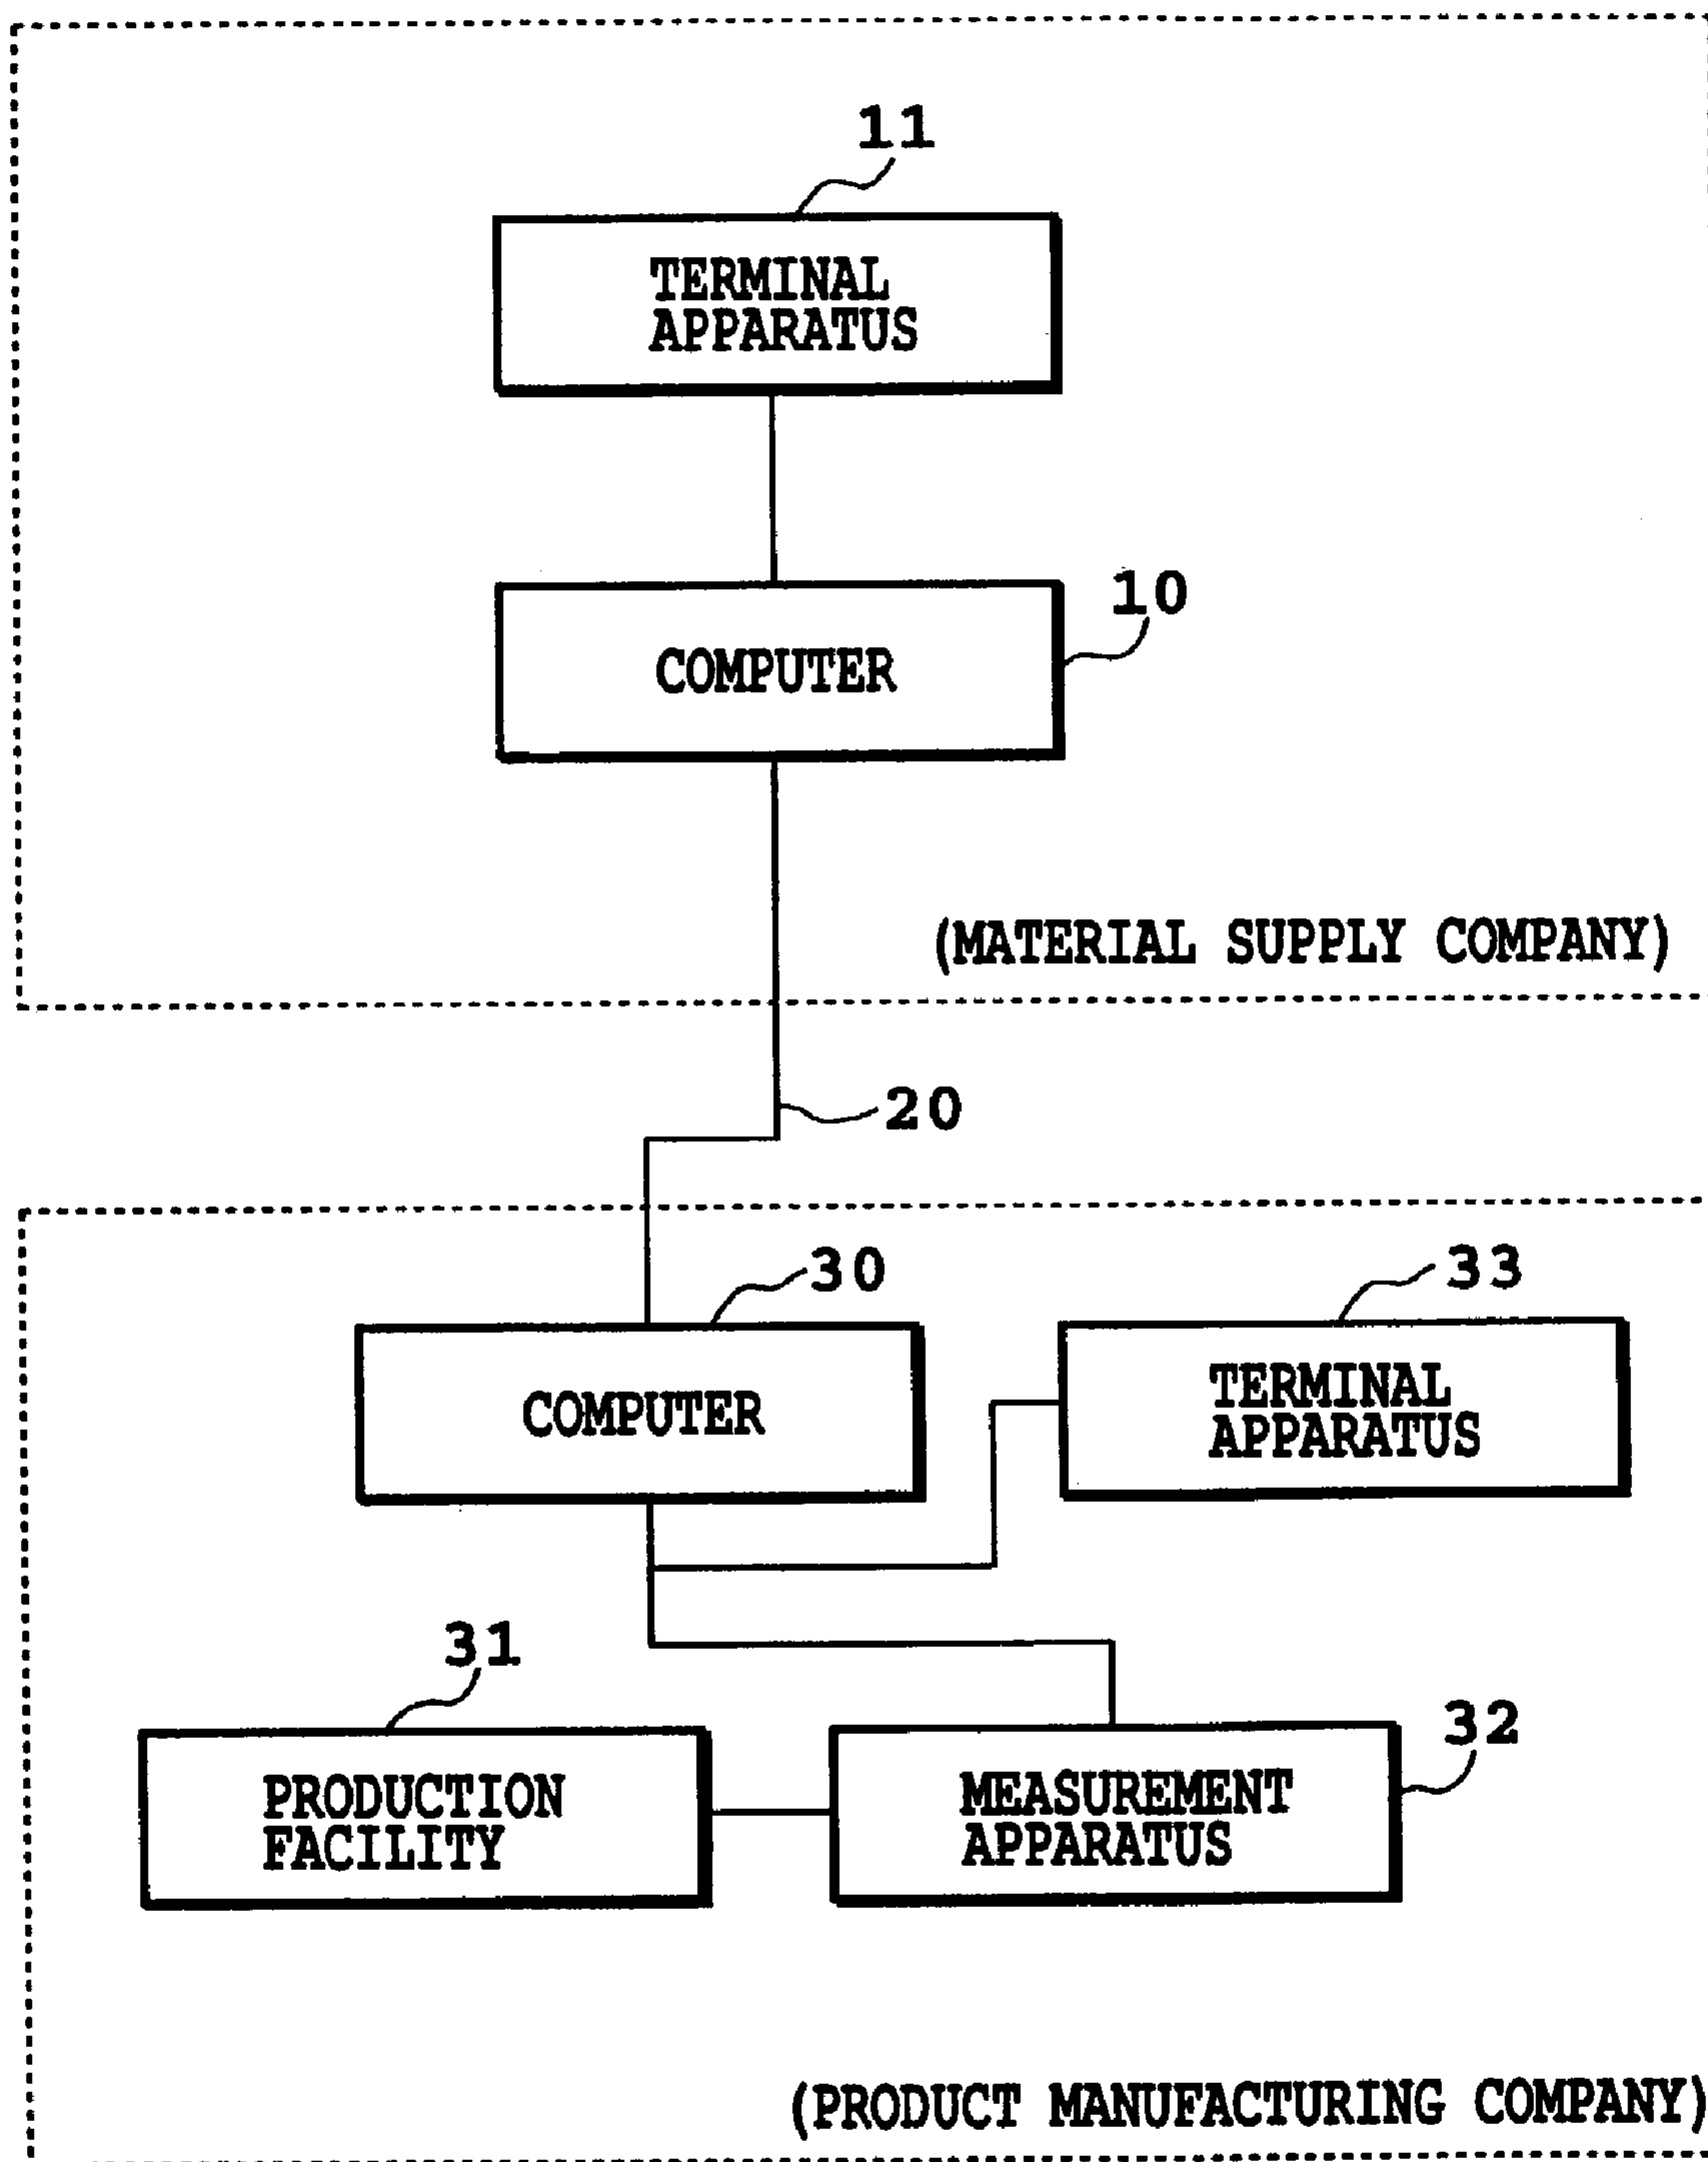 11
TERMINAL
APPARATUS
10
COMPUTER
(MATERIAL SUPPLY COMPANY)
20
30
33
COMPUTER
TERMINAL
APPARATUS
31
32
PRODUCTION
FACILITY
MEASUREMENT
APPARATUS
(PRODUCT MANUFACTURING COMPANY)